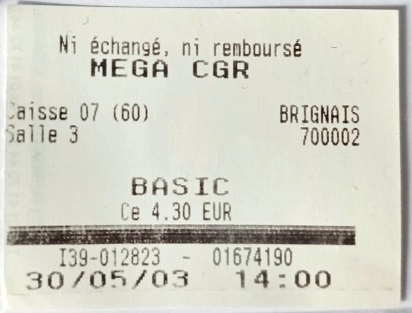 Ni échangé, ni remboursé
MEGA CGR
Caisse 07 (60) BRIGNAIS
Salle 3 700002
BASIC
Ce 4.30 EUR
I39-012823 - 01674190
30/05/03 14:00